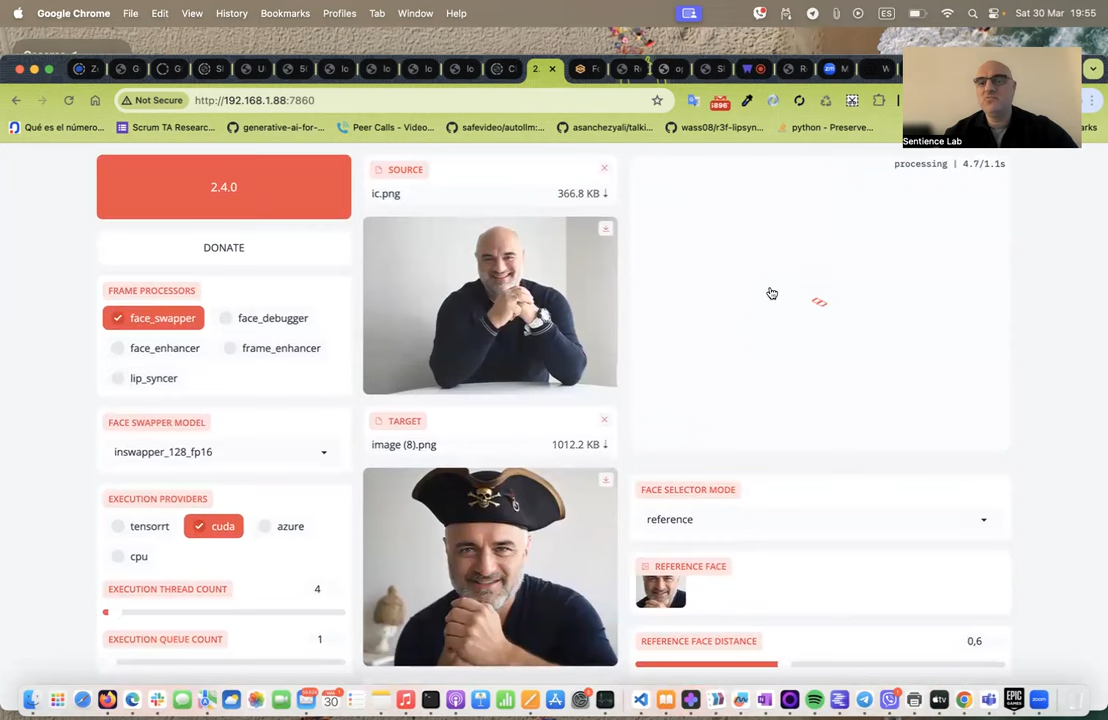 Google Chrome File Edit View History Bookmarks Profiles Tab Window Help ES Sat 30 Mar 19:55
2.
Not Secure http://192.168.1.88:7860
Qué es el número... Scrum TA Researc... generative-ai-for-... Peer Calls - Video... safevideo/autollm:... asanchezyali/talki... wass08/r3f-lipsyn... python - Preserve...
Sentience Lab
2.4.0
DONATE
FRAME PROCESSORS
face_swapper face_debugger
face_enhancer frame_enhancer
lip_syncer
FACE SWAPPER MODEL
inswapper_128_fp16
EXECUTION PROVIDERS
tensorrt cuda azure
cpu
EXECUTION THREAD COUNT 4
EXECUTION QUEUE COUNT 1
SOURCE
ic.png 366.8 KB ↓
TARGET
image (8).png 1012.2 KB ↓
processing | 4.7/1.1s
FACE SELECTOR MODE
reference
REFERENCE FACE
REFERENCE FACE DISTANCE 0,6